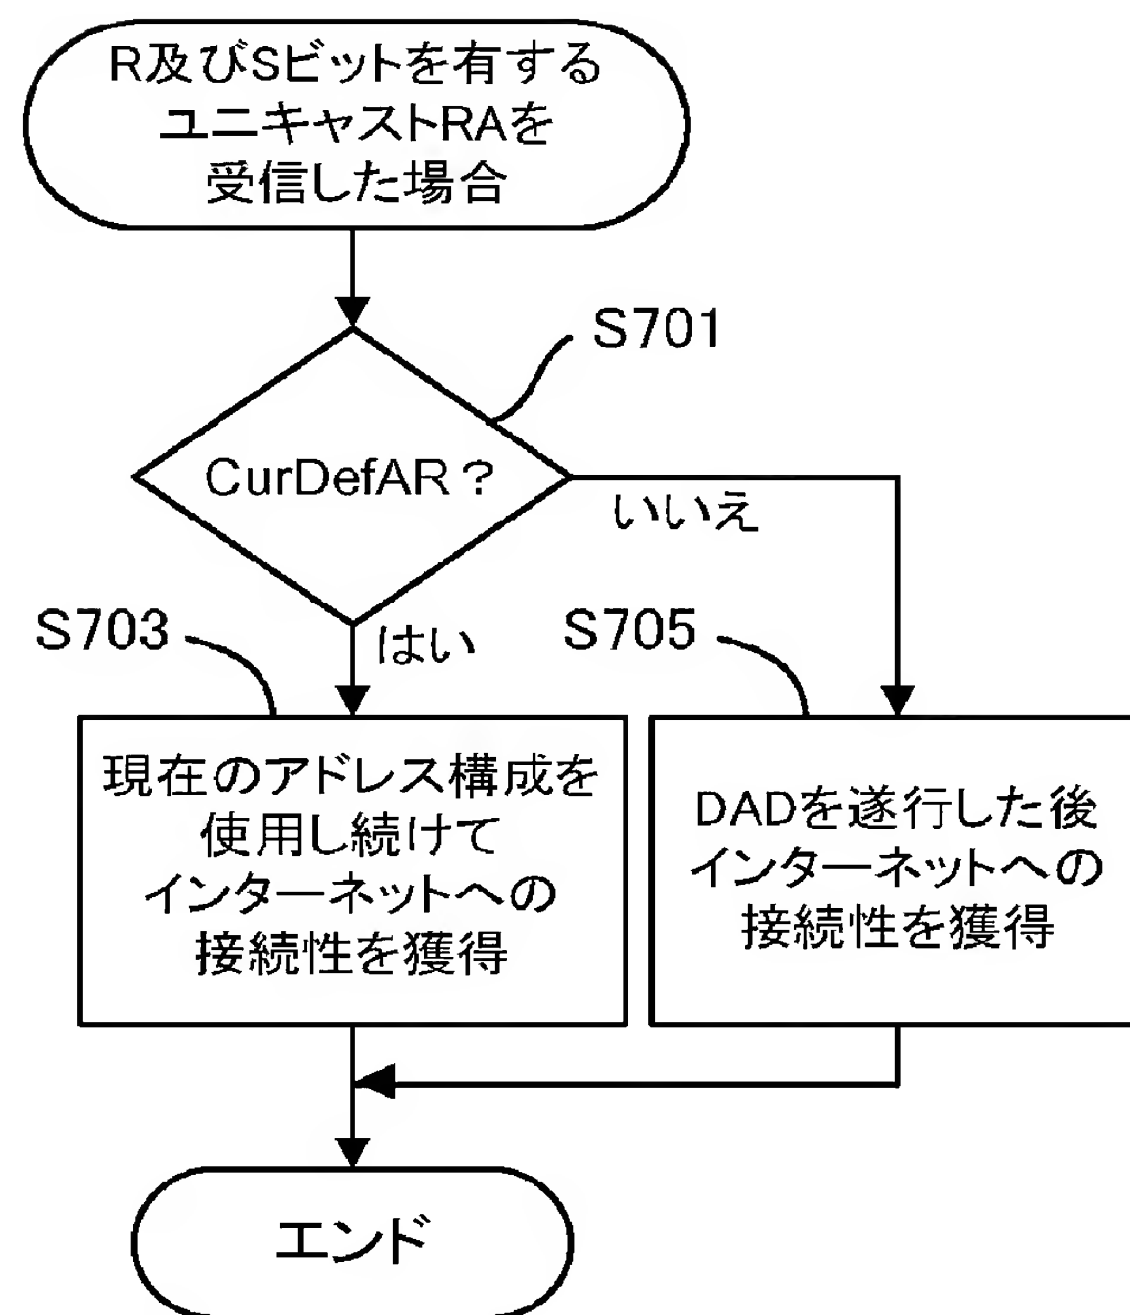 R及びSビットを有する
ユニキャストRAを
受信した場合
S701
CurDefAR？
いいえ
はい
S703
S705
現在のアドレス構成を
使用し続けて
インターネットへの
接続性を獲得
DADを遂行した後
インターネットへの
接続性を獲得
エンド